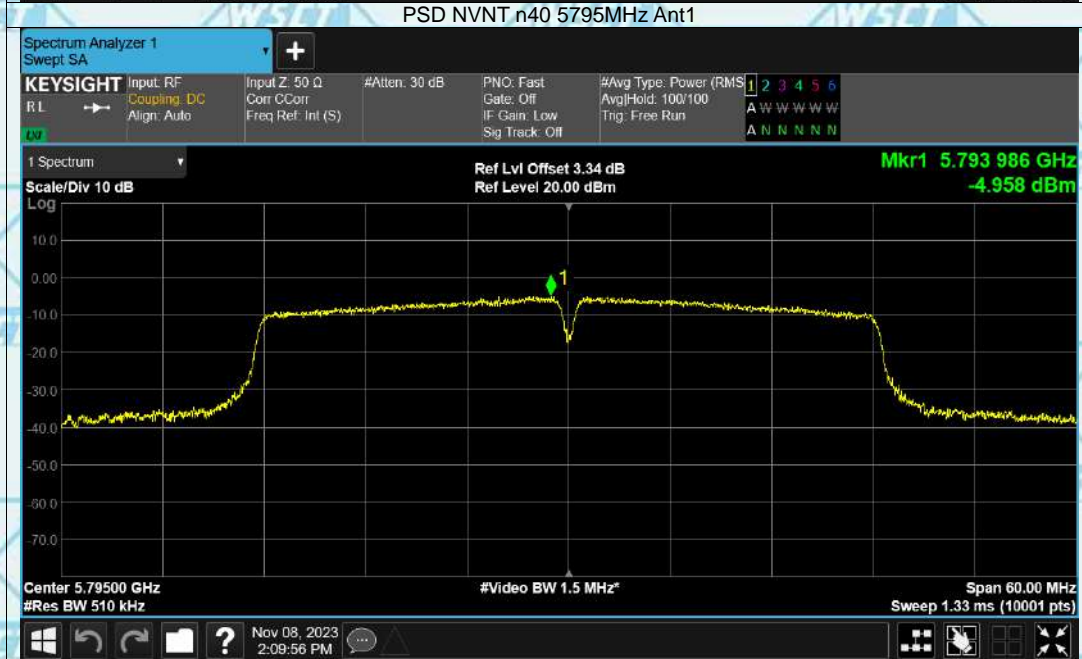 PSD NVNT n40 5795MHz Ant1
Spectrum Analyzer 1
Swept SA
KEYSIGHT
R L
LXI
Input: RF
Coupling: DC
Align: Auto
Input Z: 50 Ω
Corr CCorr
Freq Ref: Int (S)
#Atten: 30 dB
PNO: Fast
Gate: Off
IF Gain: Low
Sig Track: Off
#Avg Type: Power (RMS
Avg|Hold: 100/100
Trig: Free Run
1 2 3 4 5 6
A W W W W W
A N N N N N
1 Spectrum
Scale/Div 10 dB
Ref Lvl Offset 3.34 dB
Ref Level 20.00 dBm
Mkr1 5.793 986 GHz
-4.958 dBm
Log
10.0
0.00
-10.0
-20.0
-30.0
-40.0
-50.0
-60.0
-70.0
1
Center 5.79500 GHz
#Res BW 510 kHz
#Video BW 1.5 MHz*
Span 60.00 MHz
Sweep 1.33 ms (10001 pts)
?
Nov 08, 2023
2:09:56 PM